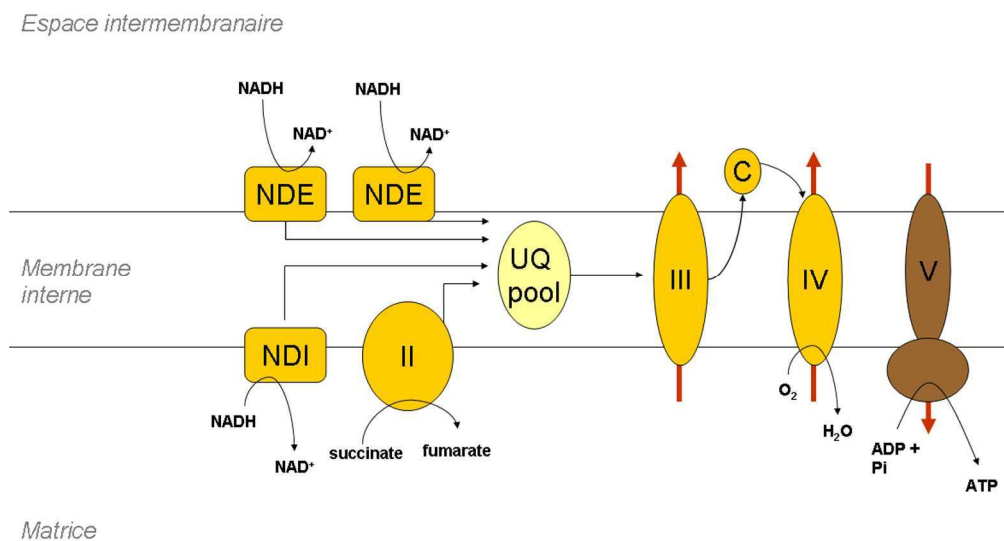 Espace intermembranaire
NADH
NAD⁺
NADH
NAD⁺
NDE
NDE
C
Membrane
interne
UQ
pool
III
IV
V
NDI
II
NADH
NAD⁺
succinate
fumarate
O₂
H₂O
ADP +
Pi
ATP
Matrice